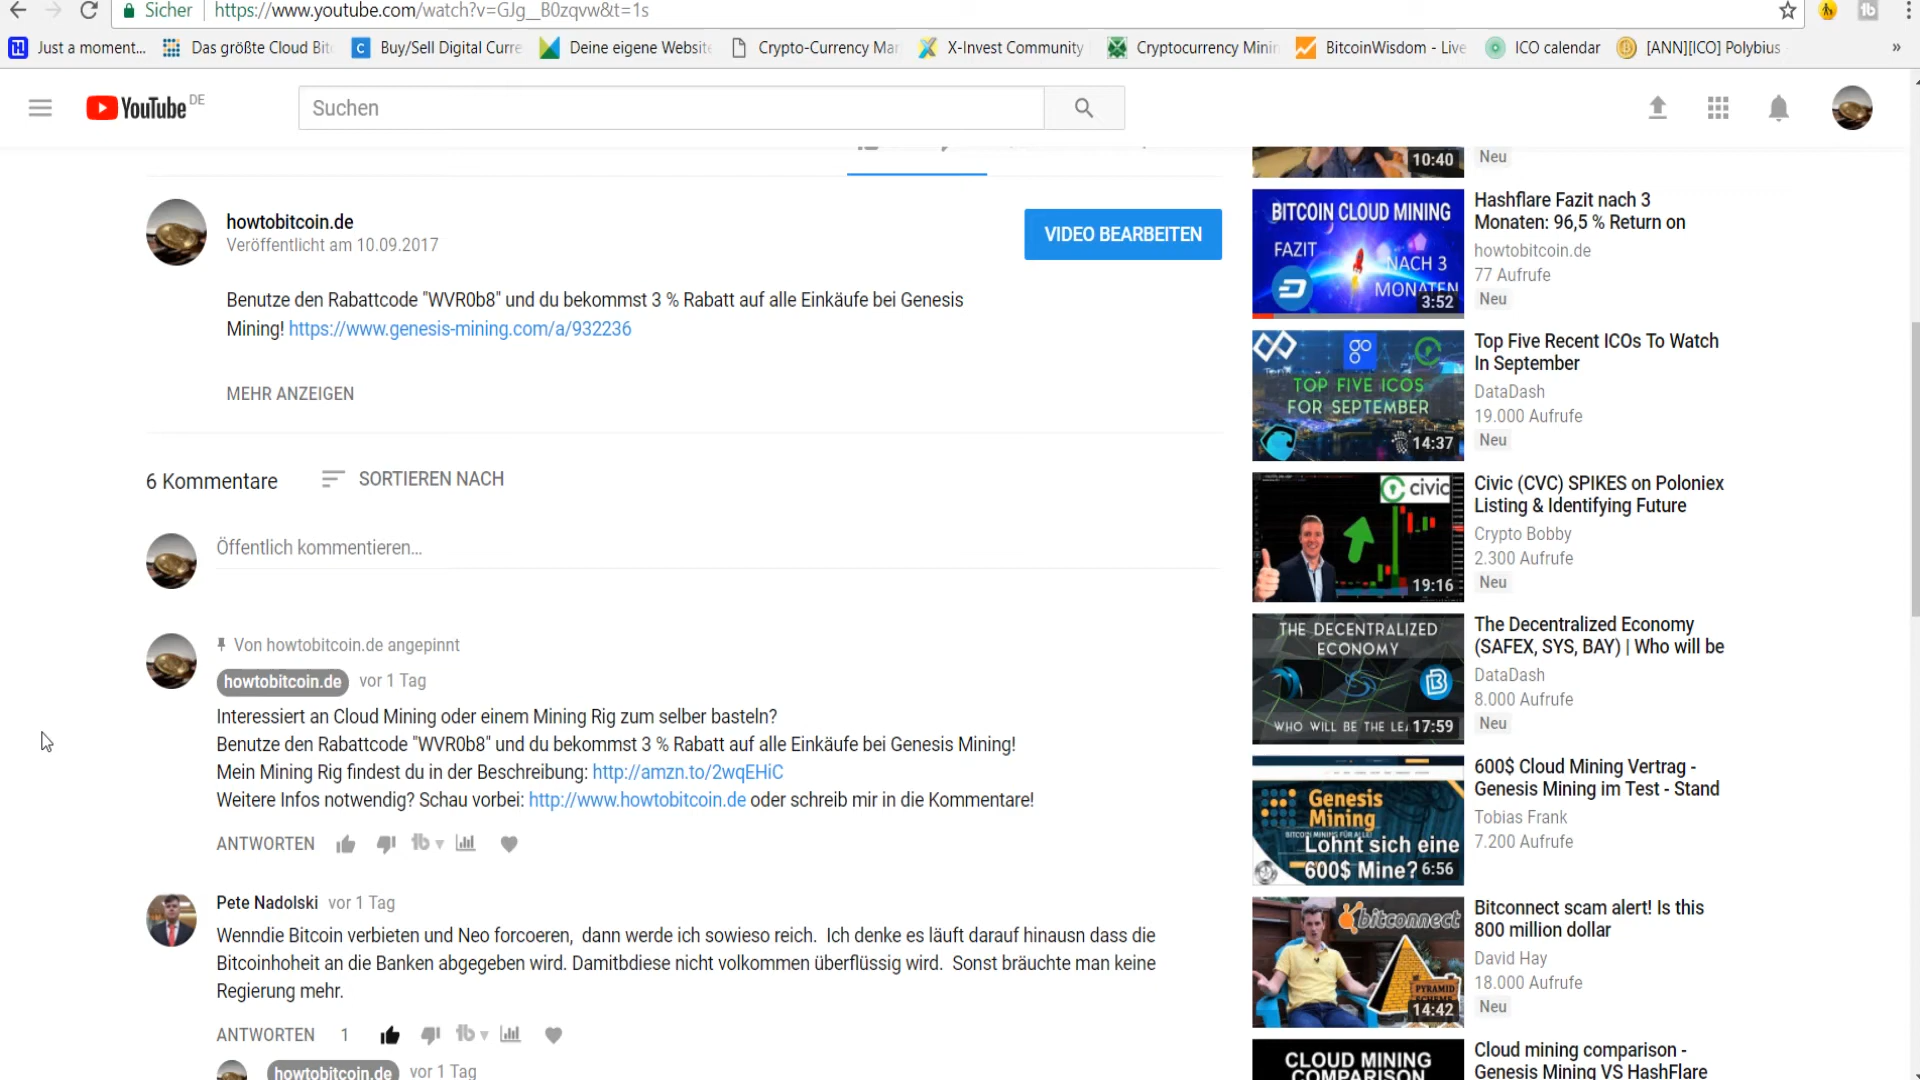 Sicher
https://www.youtube.com/watch?v=GJg__B0zqvw&t=1s
Just a moment...
Das größte Cloud Bit
Buy/Sell Digital Curre
Deine eigene Website
Crypto-Currency Mar
X-Invest Community
Cryptocurrency Minin
BitcoinWisdom - Live
ICO calendar
[ANN][ICO] Polybius
»
YouTube DE
Suchen
howtobitcoin.de
Veröffentlicht am 10.09.2017
VIDEO BEARBEITEN
Benutze den Rabattcode "WVR0b8" und du bekommst 3 % Rabatt auf alle Einkäufe bei Genesis
Mining! https://www.genesis-mining.com/a/932236
MEHR ANZEIGEN
6 Kommentare
SORTIEREN NACH
Öffentlich kommentieren...
Von howtobitcoin.de angepinnt
howtobitcoin.de vor 1 Tag
Interessiert an Cloud Mining oder einem Mining Rig zum selber basteln?
Benutze den Rabattcode "WVR0b8" und du bekommst 3 % Rabatt auf alle Einkäufe bei Genesis Mining!
Mein Mining Rig findest du in der Beschreibung: http://amzn.to/2wqEHiC
Weitere Infos notwendig? Schau vorbei: http://www.howtobitcoin.de oder schreib mir in die Kommentare!
ANTWORTEN
tb
Pete Nadolski vor 1 Tag
Wenndie Bitcoin verbieten und Neo forcoeren, dann werde ich sowieso reich. Ich denke es läuft darauf hinausn dass die
Bitcoinhoheit an die Banken abgegeben wird. Damitbdiese nicht volkommen überflüssig wird. Sonst bräuchte man keine
Regierung mehr.
ANTWORTEN 1
tb
howtobitcoin.de vor 1 Tag
10:40
Neu
BITCOIN CLOUD MINING
FAZIT
NACH 3
MONATEN
3:52
Hashflare Fazit nach 3
Monaten: 96,5 % Return on
howtobitcoin.de
77 Aufrufe
Neu
TOP FIVE ICOS
FOR SEPTEMBER
14:37
Top Five Recent ICOs To Watch
In September
DataDash
19.000 Aufrufe
Neu
civic
19:16
Civic (CVC) SPIKES on Poloniex
Listing & Identifying Future
Crypto Bobby
2.300 Aufrufe
Neu
THE DECENTRALIZED
ECONOMY
WHO WILL BE THE LEA
17:59
The Decentralized Economy
(SAFEX, SYS, BAY) | Who will be
DataDash
8.000 Aufrufe
Neu
Genesis
Mining
BITCOIN MINING FÜR ALLE!
Lohnt sich eine
600$ Mine?
6:56
600$ Cloud Mining Vertrag -
Genesis Mining im Test - Stand
Tobias Frank
7.200 Aufrufe
bitconnect
PYRAMID
SCHEME
14:42
Bitconnect scam alert! Is this
800 million dollar
David Hay
18.000 Aufrufe
Neu
CLOUD MINING
COMPARISON
Cloud mining comparison -
Genesis Mining VS HashFlare